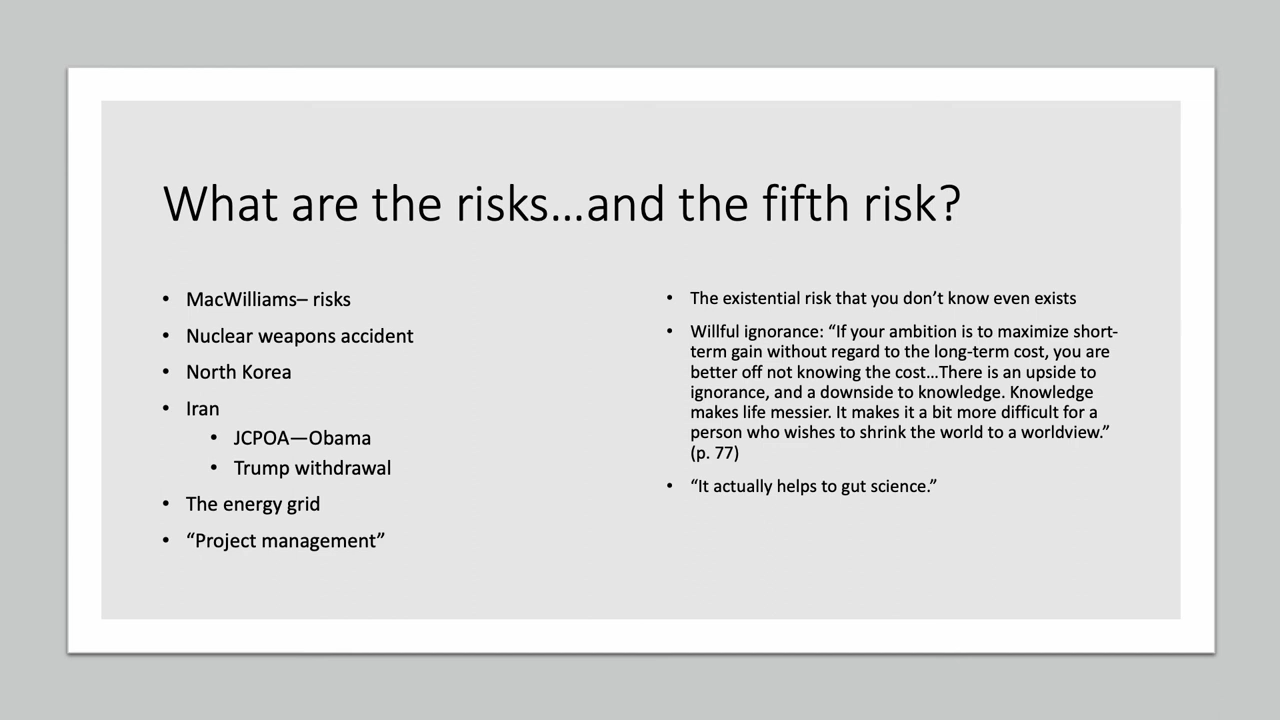 What are the risks…and the fifth risk?
• MacWilliams– risks
• Nuclear weapons accident
• North Korea
• Iran
• JCPOA—Obama
• Trump withdrawal
• The energy grid
• “Project management”
• The existential risk that you don’t know even exists
• Willful ignorance: “If your ambition is to maximize short-
term gain without regard to the long-term cost, you are
better off not knowing the cost…There is an upside to
ignorance, and a downside to knowledge. Knowledge
makes life messier. It makes it a bit more difficult for a
person who wishes to shrink the world to a worldview.”
(p. 77)
• “It actually helps to gut science.”